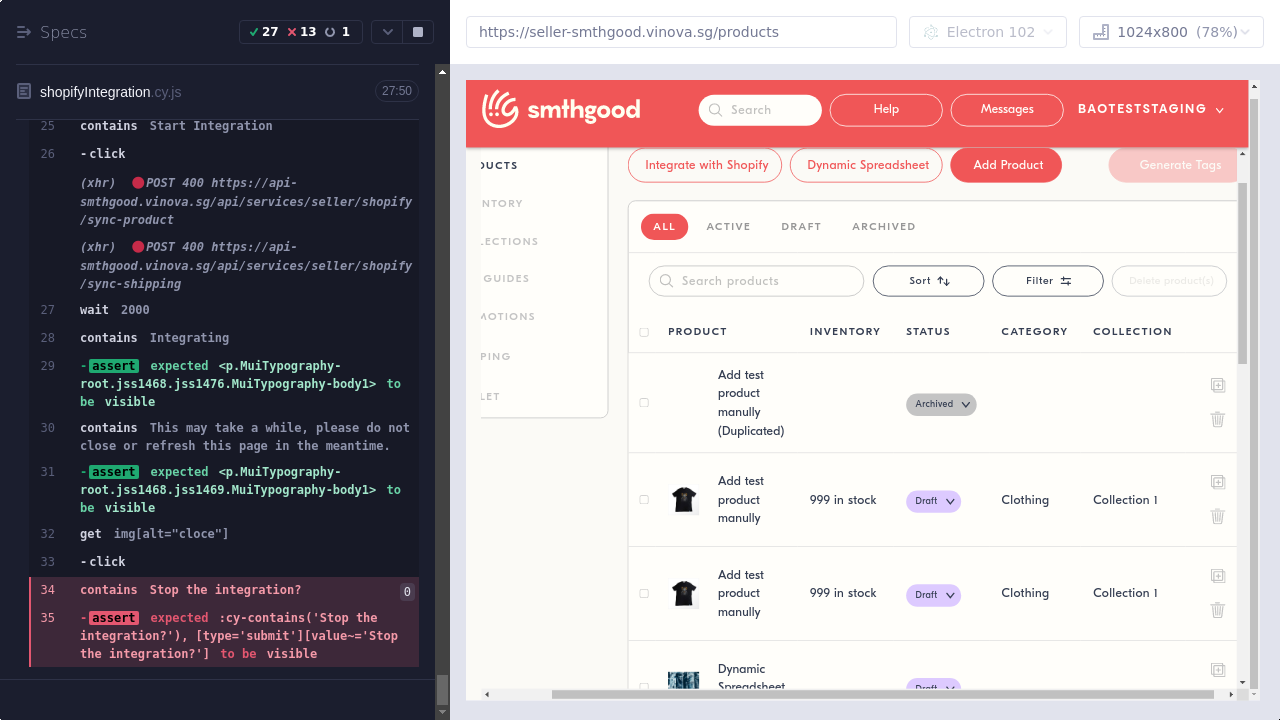 Specs
27 13 1
shopifyIntegration.cy.js 27:50
25 contains Start Integration
26 -click
(xhr) POST 400 https://api-
smthgood.vinova.sg/api/services/seller/shopify
/sync-product
(xhr) POST 400 https://api-
smthgood.vinova.sg/api/services/seller/shopify
/sync-shipping
27 wait 2000
28 contains Integrating
29 -assert expected <p.MuiTypography-
root.jss1468.jss1476.MuiTypography-body1> to
be visible
30 contains This may take a while, please do not
close or refresh this page in the meantime.
31 -assert expected <p.MuiTypography-
root.jss1468.jss1469.MuiTypography-body1> to
be visible
32 get img[alt="cloce"]
33 -click
34 contains Stop the integration? 0
35 -assert expected :cy-contains('Stop the
integration?'), [type='submit'][value~='Stop
the integration?'] to be visible
https://seller-smthgood.vinova.sg/products
Electron 102
1024x800 (78%)
smthgood
Search
Help
Messages
BAOTESTSTAGING
DUCTS
NTORY
LECTIONS
GUIDES
MOTIONS
PING
LET
Integrate with Shopify
Dynamic Spreadsheet
Add Product
Generate Tags
ALL ACTIVE DRAFT ARCHIVED
Search products
Sort
Filter
Delete product(s)
PRODUCT INVENTORY STATUS CATEGORY COLLECTION
Add test
product
manully
(Duplicated)
Archived
Add test
product
manully
999 in stock
Draft
Clothing
Collection 1
Add test
product
manully
999 in stock
Draft
Clothing
Collection 1
Dynamic
Spreadsheet
Draft